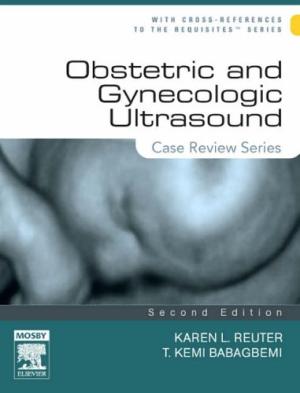 WITH CROSS-REFERENCES
TO THE REQUISITES™ SERIES
Obstetric and
Gynecologic
Ultrasound
Case Review Series
Second Edition
MOSBY
ELSEVIER
KAREN L. REUTER
T. KEMI BABAGBEMI